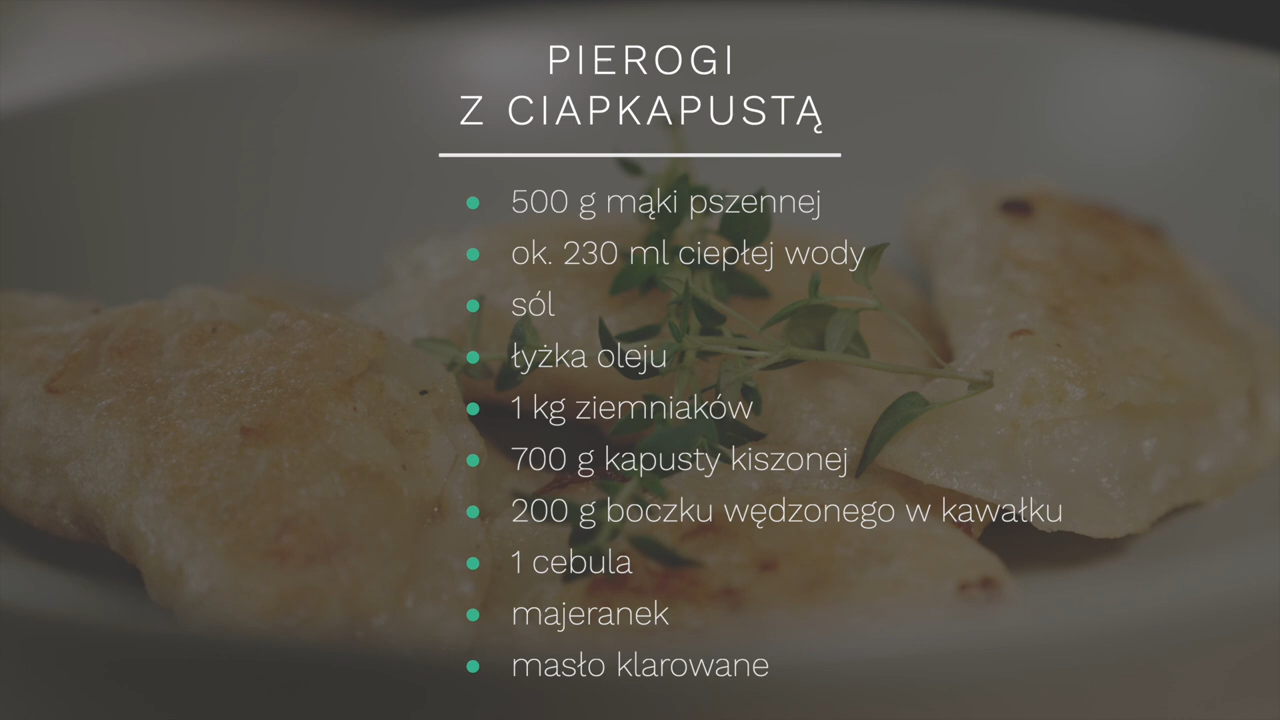 PIEROGI
Z CIAPKAPUSTĄ
500 g mąki pszennej
ok. 230 ml ciepłej wody
sól
łyżka oleju
1 kg ziemniaków
700 g kapusty kiszonej
200 g boczku wędzonego w kawałku
1 cebula
majeranek
masło klarowane